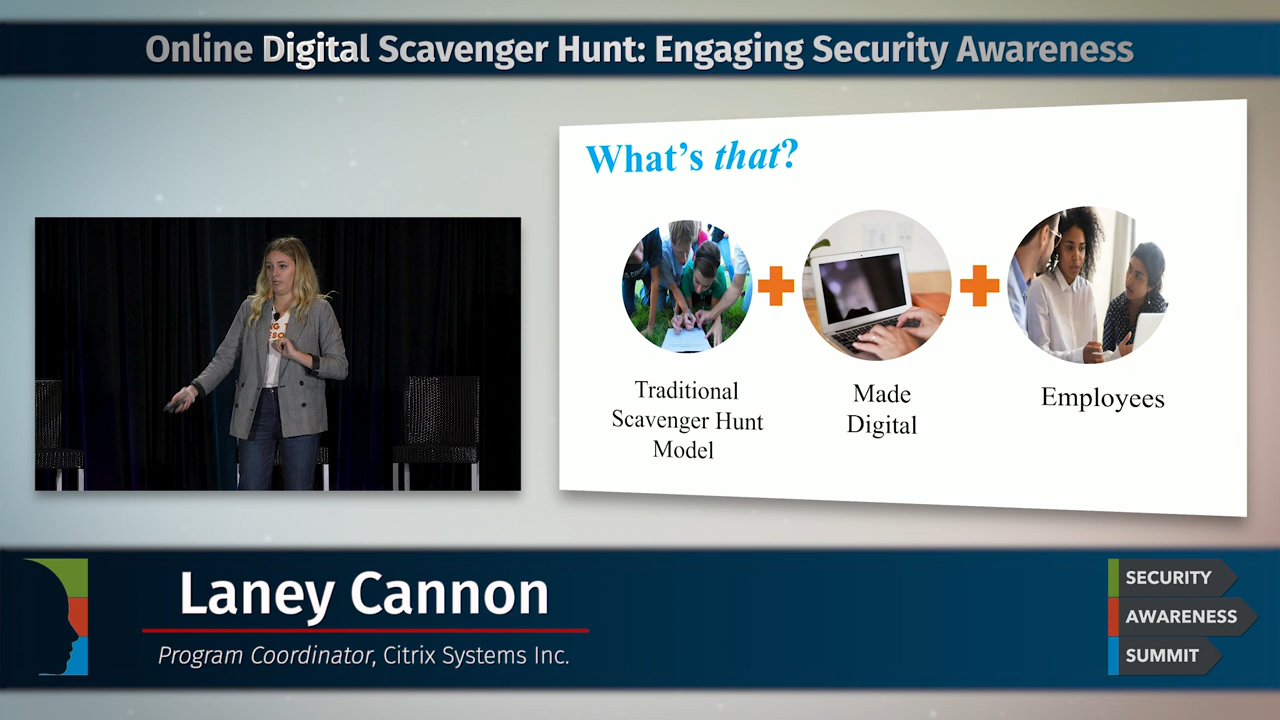 Online Digital Scavenger Hunt: Engaging Security Awareness
What's that?
Traditional
Scavenger Hunt
Model
Made
Digital
Employees
Laney Cannon
Program Coordinator, Citrix Systems Inc.
SECURITY
AWARENESS
SUMMIT